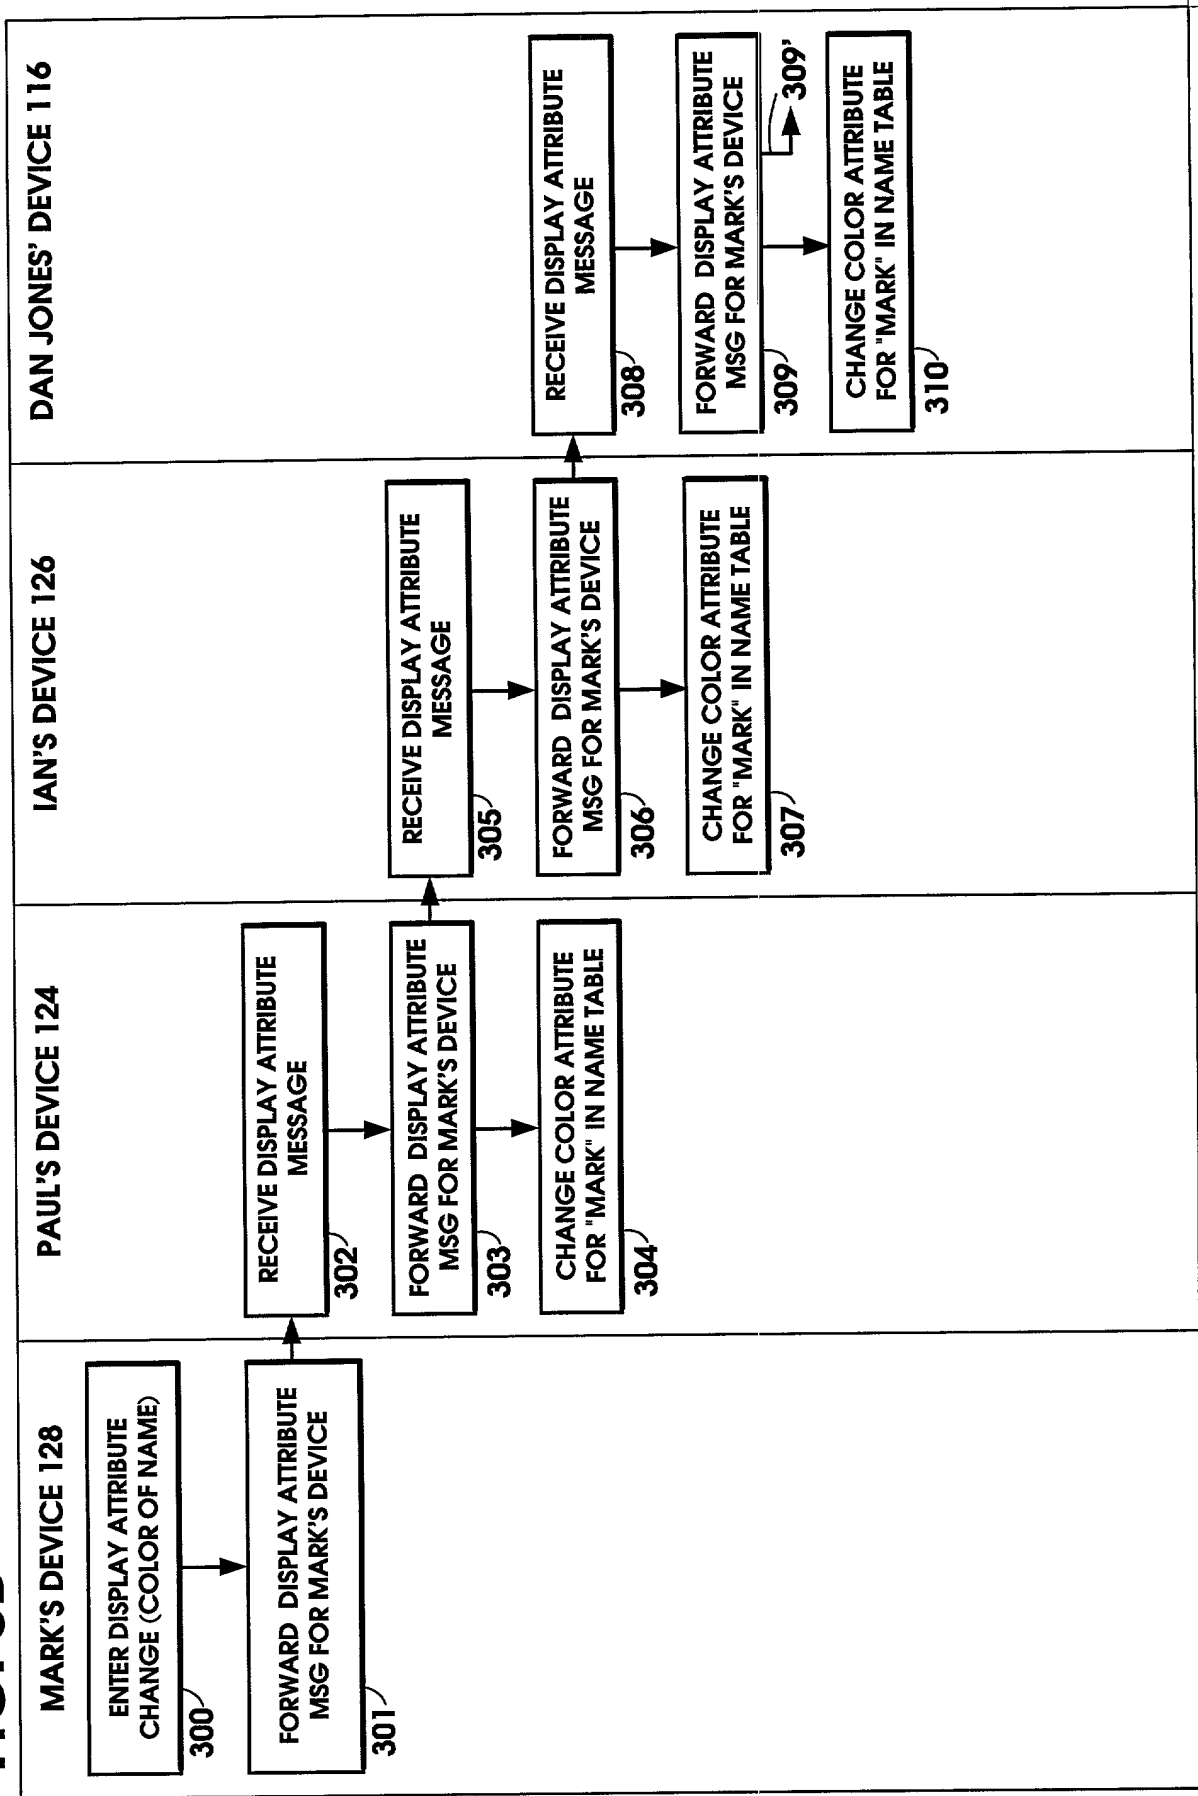 MARK'S DEVICE 128
ENTER DISPLAY ATTRIBUTE
CHANGE (COLOR OF NAME)
300
FORWARD DISPLAY ATTRIBUTE
MSG FOR MARK'S DEVICE
301
PAUL'S DEVICE 124
RECEIVE DISPLAY ATTRIBUTE
MESSAGE
302
FORWARD DISPLAY ATTRIBUTE
MSG FOR MARK'S DEVICE
303
CHANGE COLOR ATTRIBUTE
FOR "MARK" IN NAME TABLE
304
IAN'S DEVICE 126
RECEIVE DISPLAY ATTRIBUTE
MESSAGE
305
FORWARD DISPLAY ATTRIBUTE
MSG FOR MARK'S DEVICE
306
CHANGE COLOR ATTRIBUTE
FOR "MARK" IN NAME TABLE
307
DAN JONES' DEVICE 116
RECEIVE DISPLAY ATTRIBUTE
MESSAGE
308
FORWARD DISPLAY ATTRIBUTE
MSG FOR MARK'S DEVICE
309
309'
CHANGE COLOR ATTRIBUTE
FOR "MARK" IN NAME TABLE
310